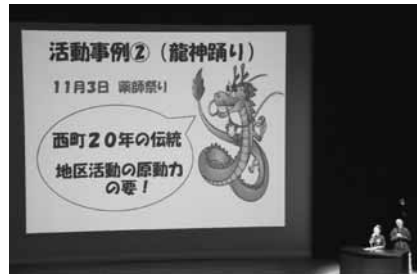 活動事例②（龍神踊り）
11月3日 薬師祭り
西町20年の伝統
地区活動の原動力
の要！